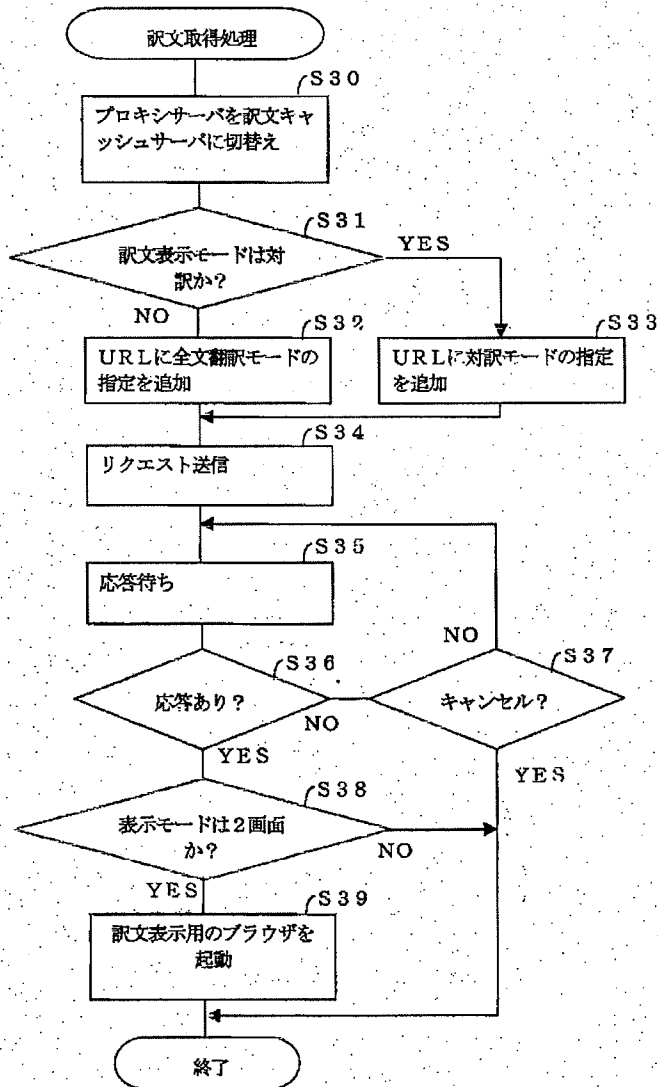 訳文取得処理
S30
プロキシサーバを訳文キャ
ッシュサーバに切替え
S31
訳文表示モードは対
訳か?
YES
NO
S32
URLに全文翻訳モードの
指定を追加
S33
URLに対訳モードの指定
を追加
S34
リクエスト送信
S35
応答待ち
S36
応答あり?
NO
YES
S37
キャンセル?
NO
YES
S38
表示モードは2画面
か?
NO
YES
S39
訳文表示用のブラウザを
起動
終了